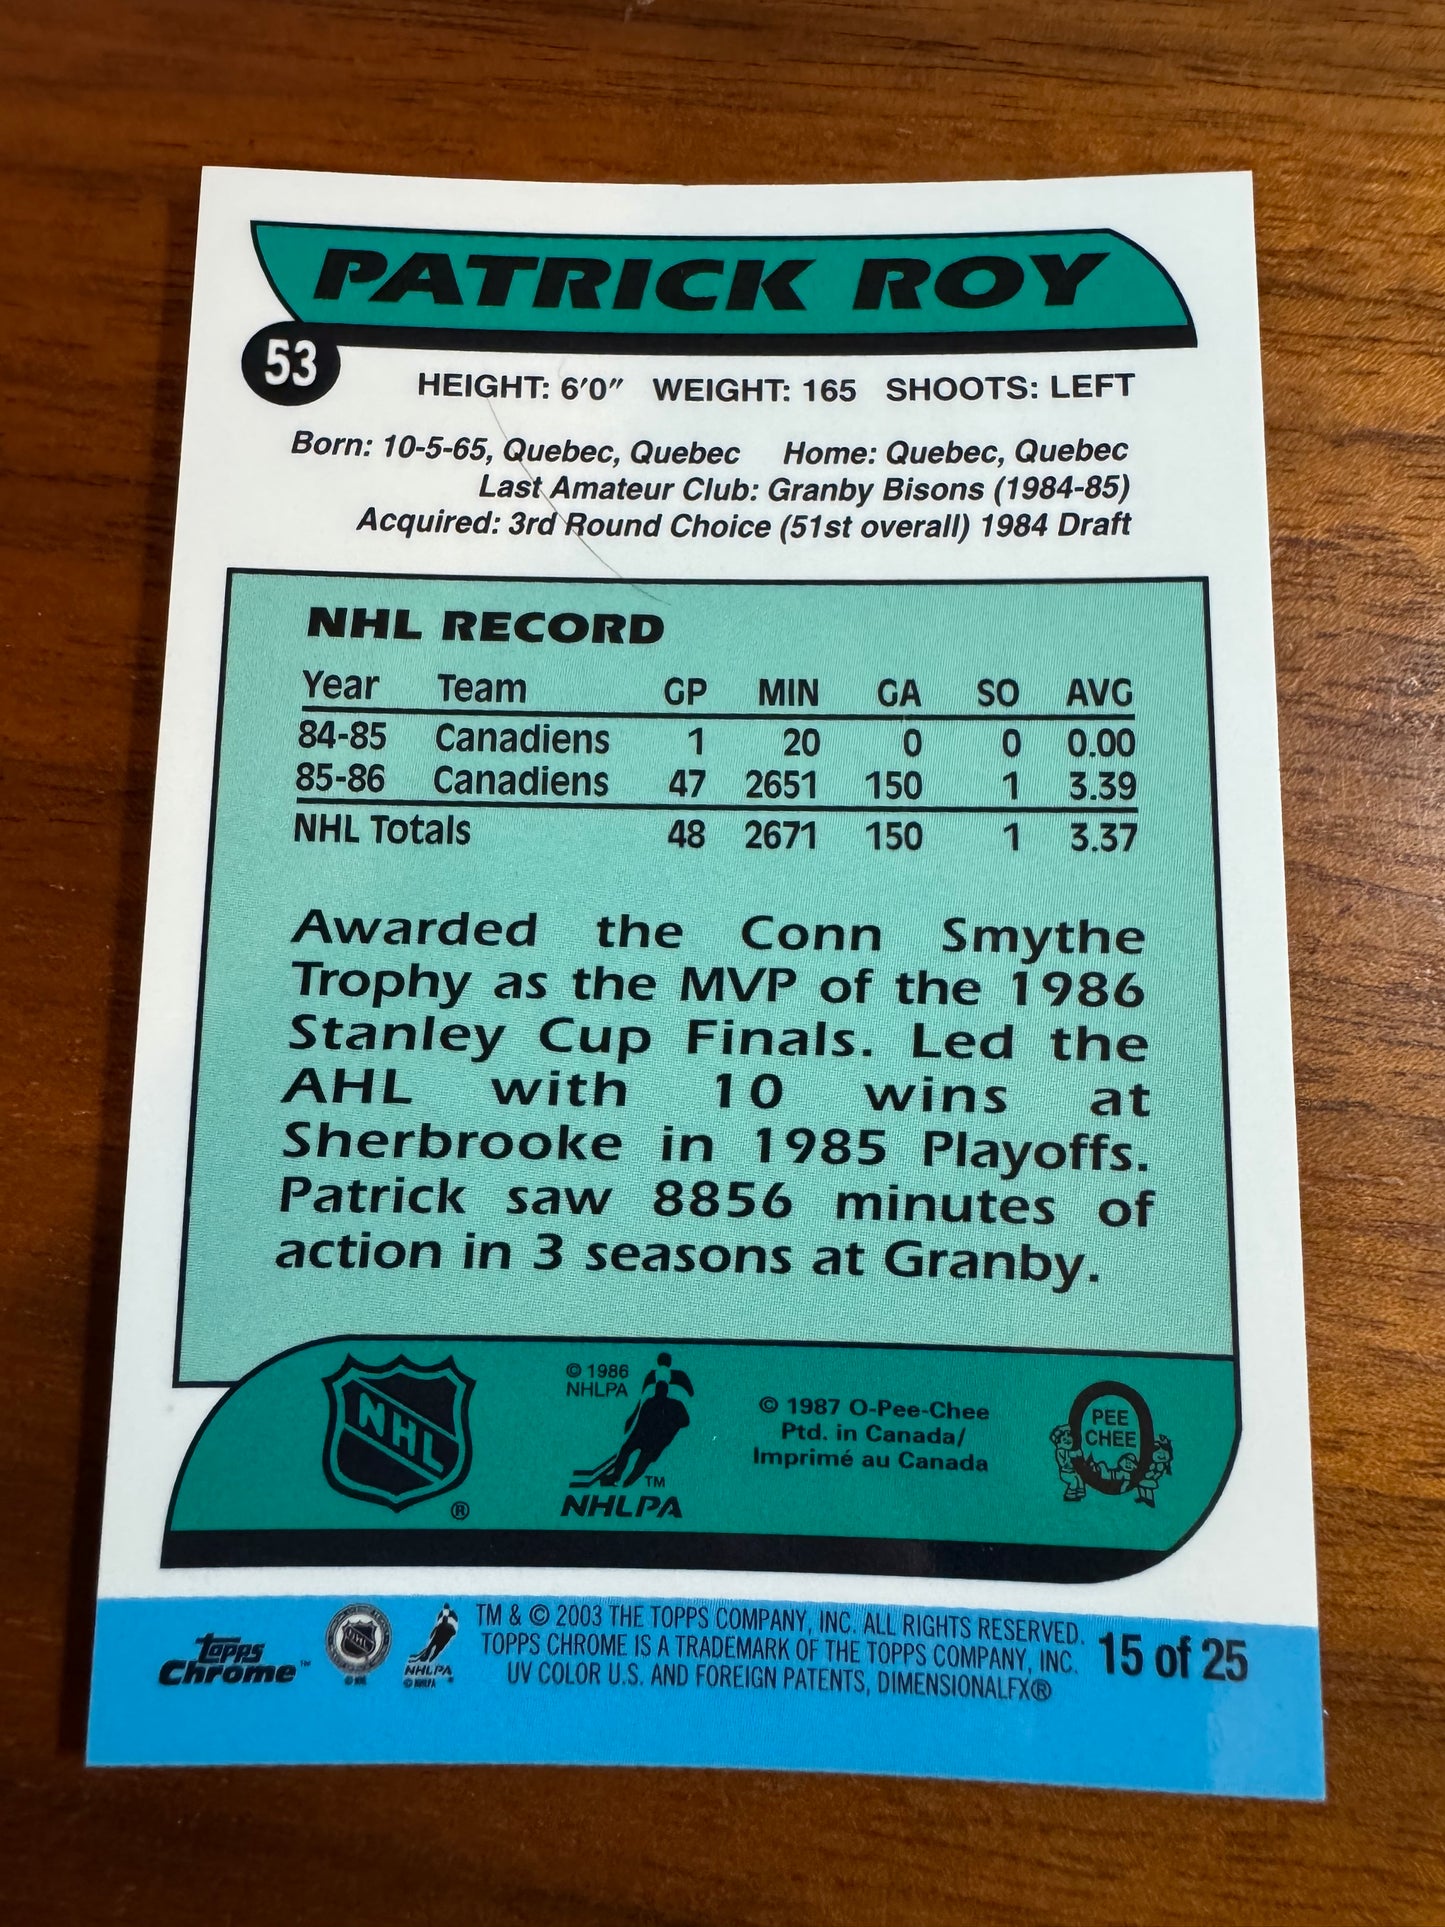 PATRICK ROY
53
HEIGHT: 6'0" WEIGHT: 165 SHOOTS: LEFT
Born: 10-5-65, Quebec, Quebec Home: Quebec, Quebec
Last Amateur Club: Granby Bisons (1984-85)
Acquired: 3rd Round Choice (51st overall) 1984 Draft
NHL RECORD
Year Team GP MIN GA SO AVG
84-85 Canadiens 1 20 0 0 0.00
85-86 Canadiens 47 2651 150 1 3.39
NHL Totals 48 2671 150 1 3.37
Awarded the Conn Smythe
Trophy as the MVP of the 1986
Stanley Cup Finals. Led the
AHL with 10 wins at
Sherbrooke in 1985 Playoffs.
Patrick saw 8856 minutes of
action in 3 seasons at Granby.
NHL
®
© 1986
NHLPA
TM
NHLPA
© 1987 O-Pee-Chee
Ptd. in Canada/
Imprimé au Canada
O
PEE
CHEE
Topps
Chrome™
NHL
© NHL
NHLPA
© NHLPA
TM & © 2003 THE TOPPS COMPANY, INC. ALL RIGHTS RESERVED.
TOPPS CHROME IS A TRADEMARK OF THE TOPPS COMPANY, INC.
UV COLOR U.S. AND FOREIGN PATENTS, DIMENSIONALFX®
15 of 25